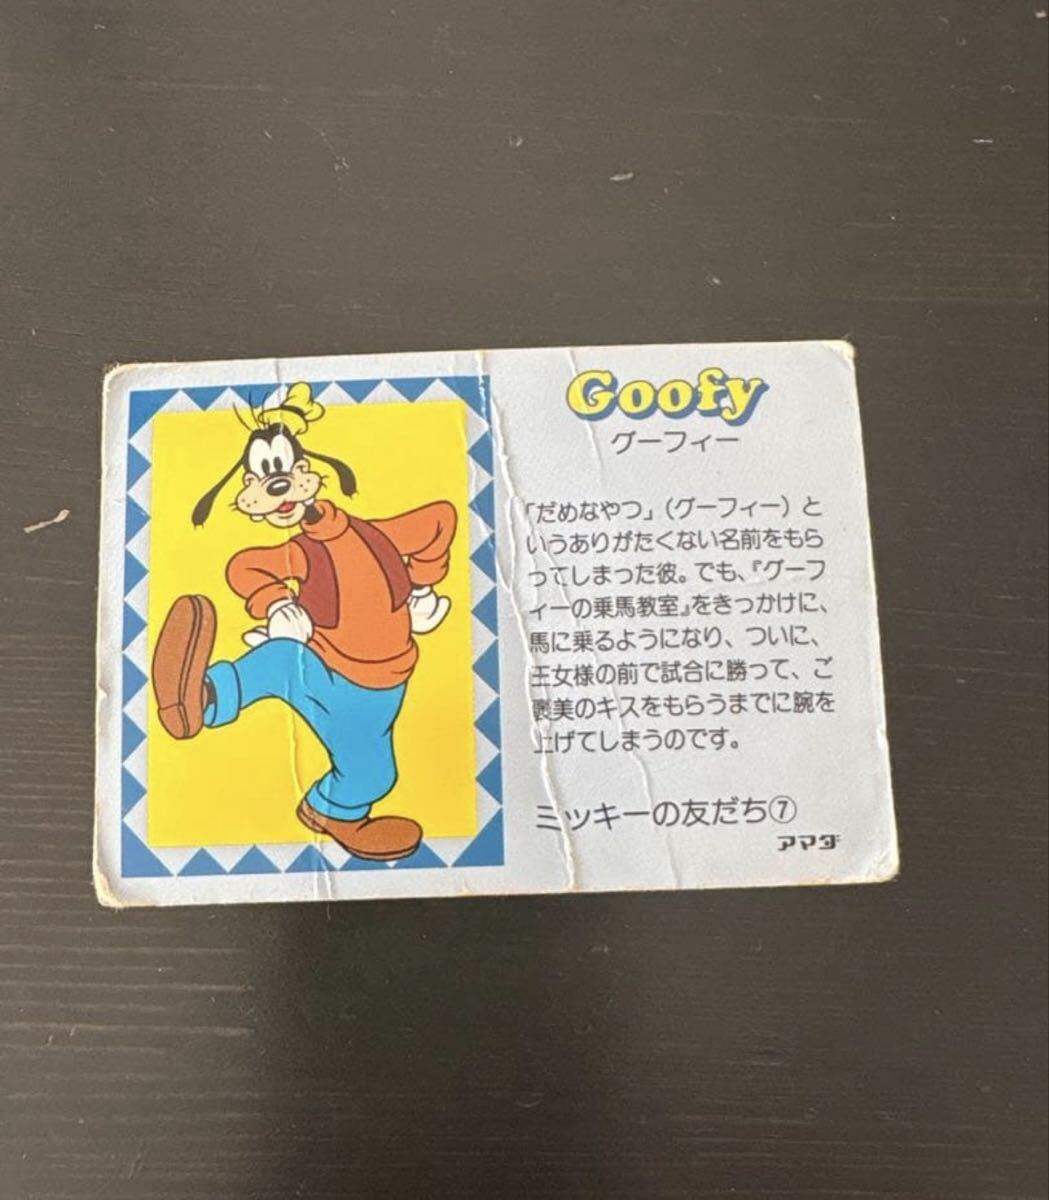 Goofy
グーフィー
「だめなやつ」(グーフィー)と
いうありがたくない名前をもら
ってしまった彼。でも、『グーフ
ィーの乗馬教室』をきっかけに、
馬に乗るようになり、ついに、
王女様の前で試合に勝って、ご
褒美のキスをもらうまでに腕を
上げてしまうのです。
ミッキーの友だち⑦
アマダ